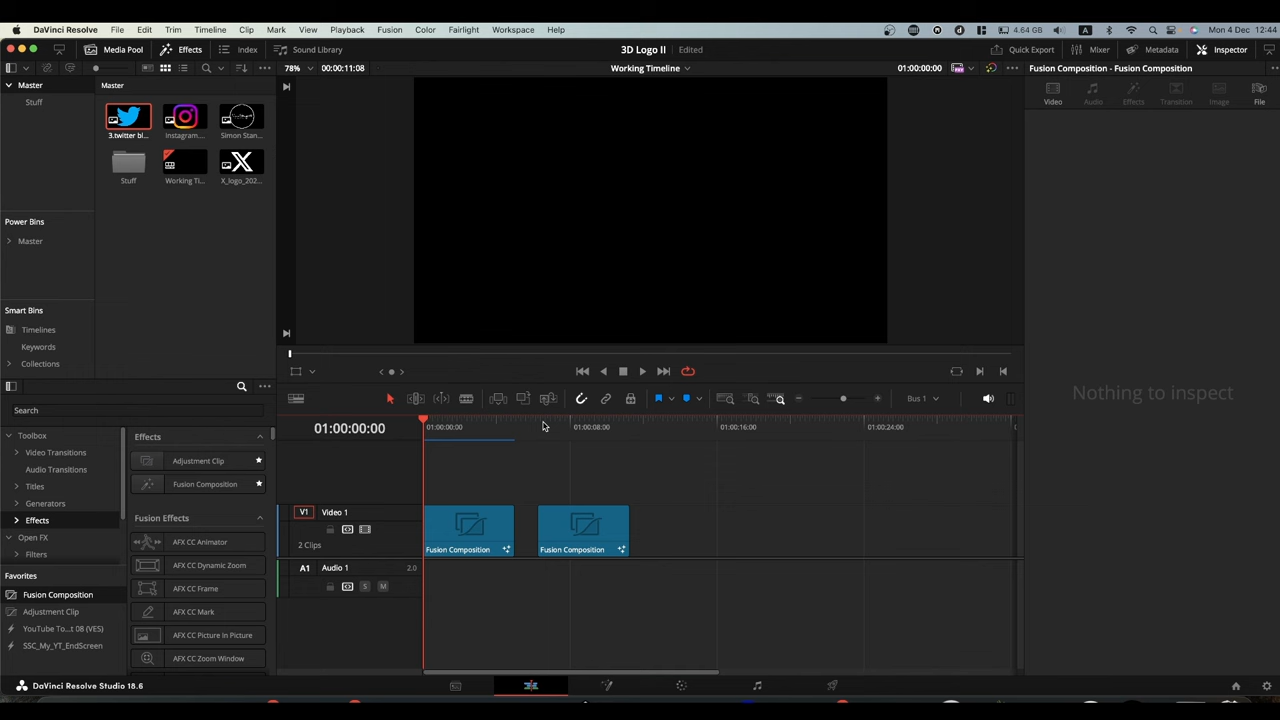 DaVinci Resolve File Edit Trim Timeline Clip Mark View Playback Fusion Color Fairlight Workspace Help 4.64 GB A Mon 4 Dec 12:44
Media Pool Effects Index Sound Library 3D Logo II Edited Quick Export Mixer Metadata Inspector
78% 00:00:11:08 Working Timeline 01:00:00:00 Fusion Composition - Fusion Composition
Master Master
Stuff
Video Audio Effects Transition Image File
3.twitter bl... Instagram.... Simon Stan...
Stuff Working Ti... X_logo_202...
Power Bins
Master
Smart Bins
Timelines
Keywords
Collections
Nothing to inspect
Search
Bus 1
01:00:00:00 01:00:00:00 01:00:08:00 01:00:16:00 01:00:24:00
Toolbox
Video Transitions
Audio Transitions
Titles
Generators
Effects
Open FX
Filters
Favorites
Fusion Composition
Adjustment Clip
YouTube To...t 08 (VES)
SSC_My_YT_EndScreen
Effects
Adjustment Clip
Fusion Composition
Fusion Effects
AFX CC Animator
AFX CC Dynamic Zoom
AFX CC Frame
AFX CC Mark
AFX CC Picture In Picture
AFX CC Zoom Window
V1 Video 1
2 Clips
Fusion Composition Fusion Composition
A1 Audio 1 2.0
S M
DaVinci Resolve Studio 18.6